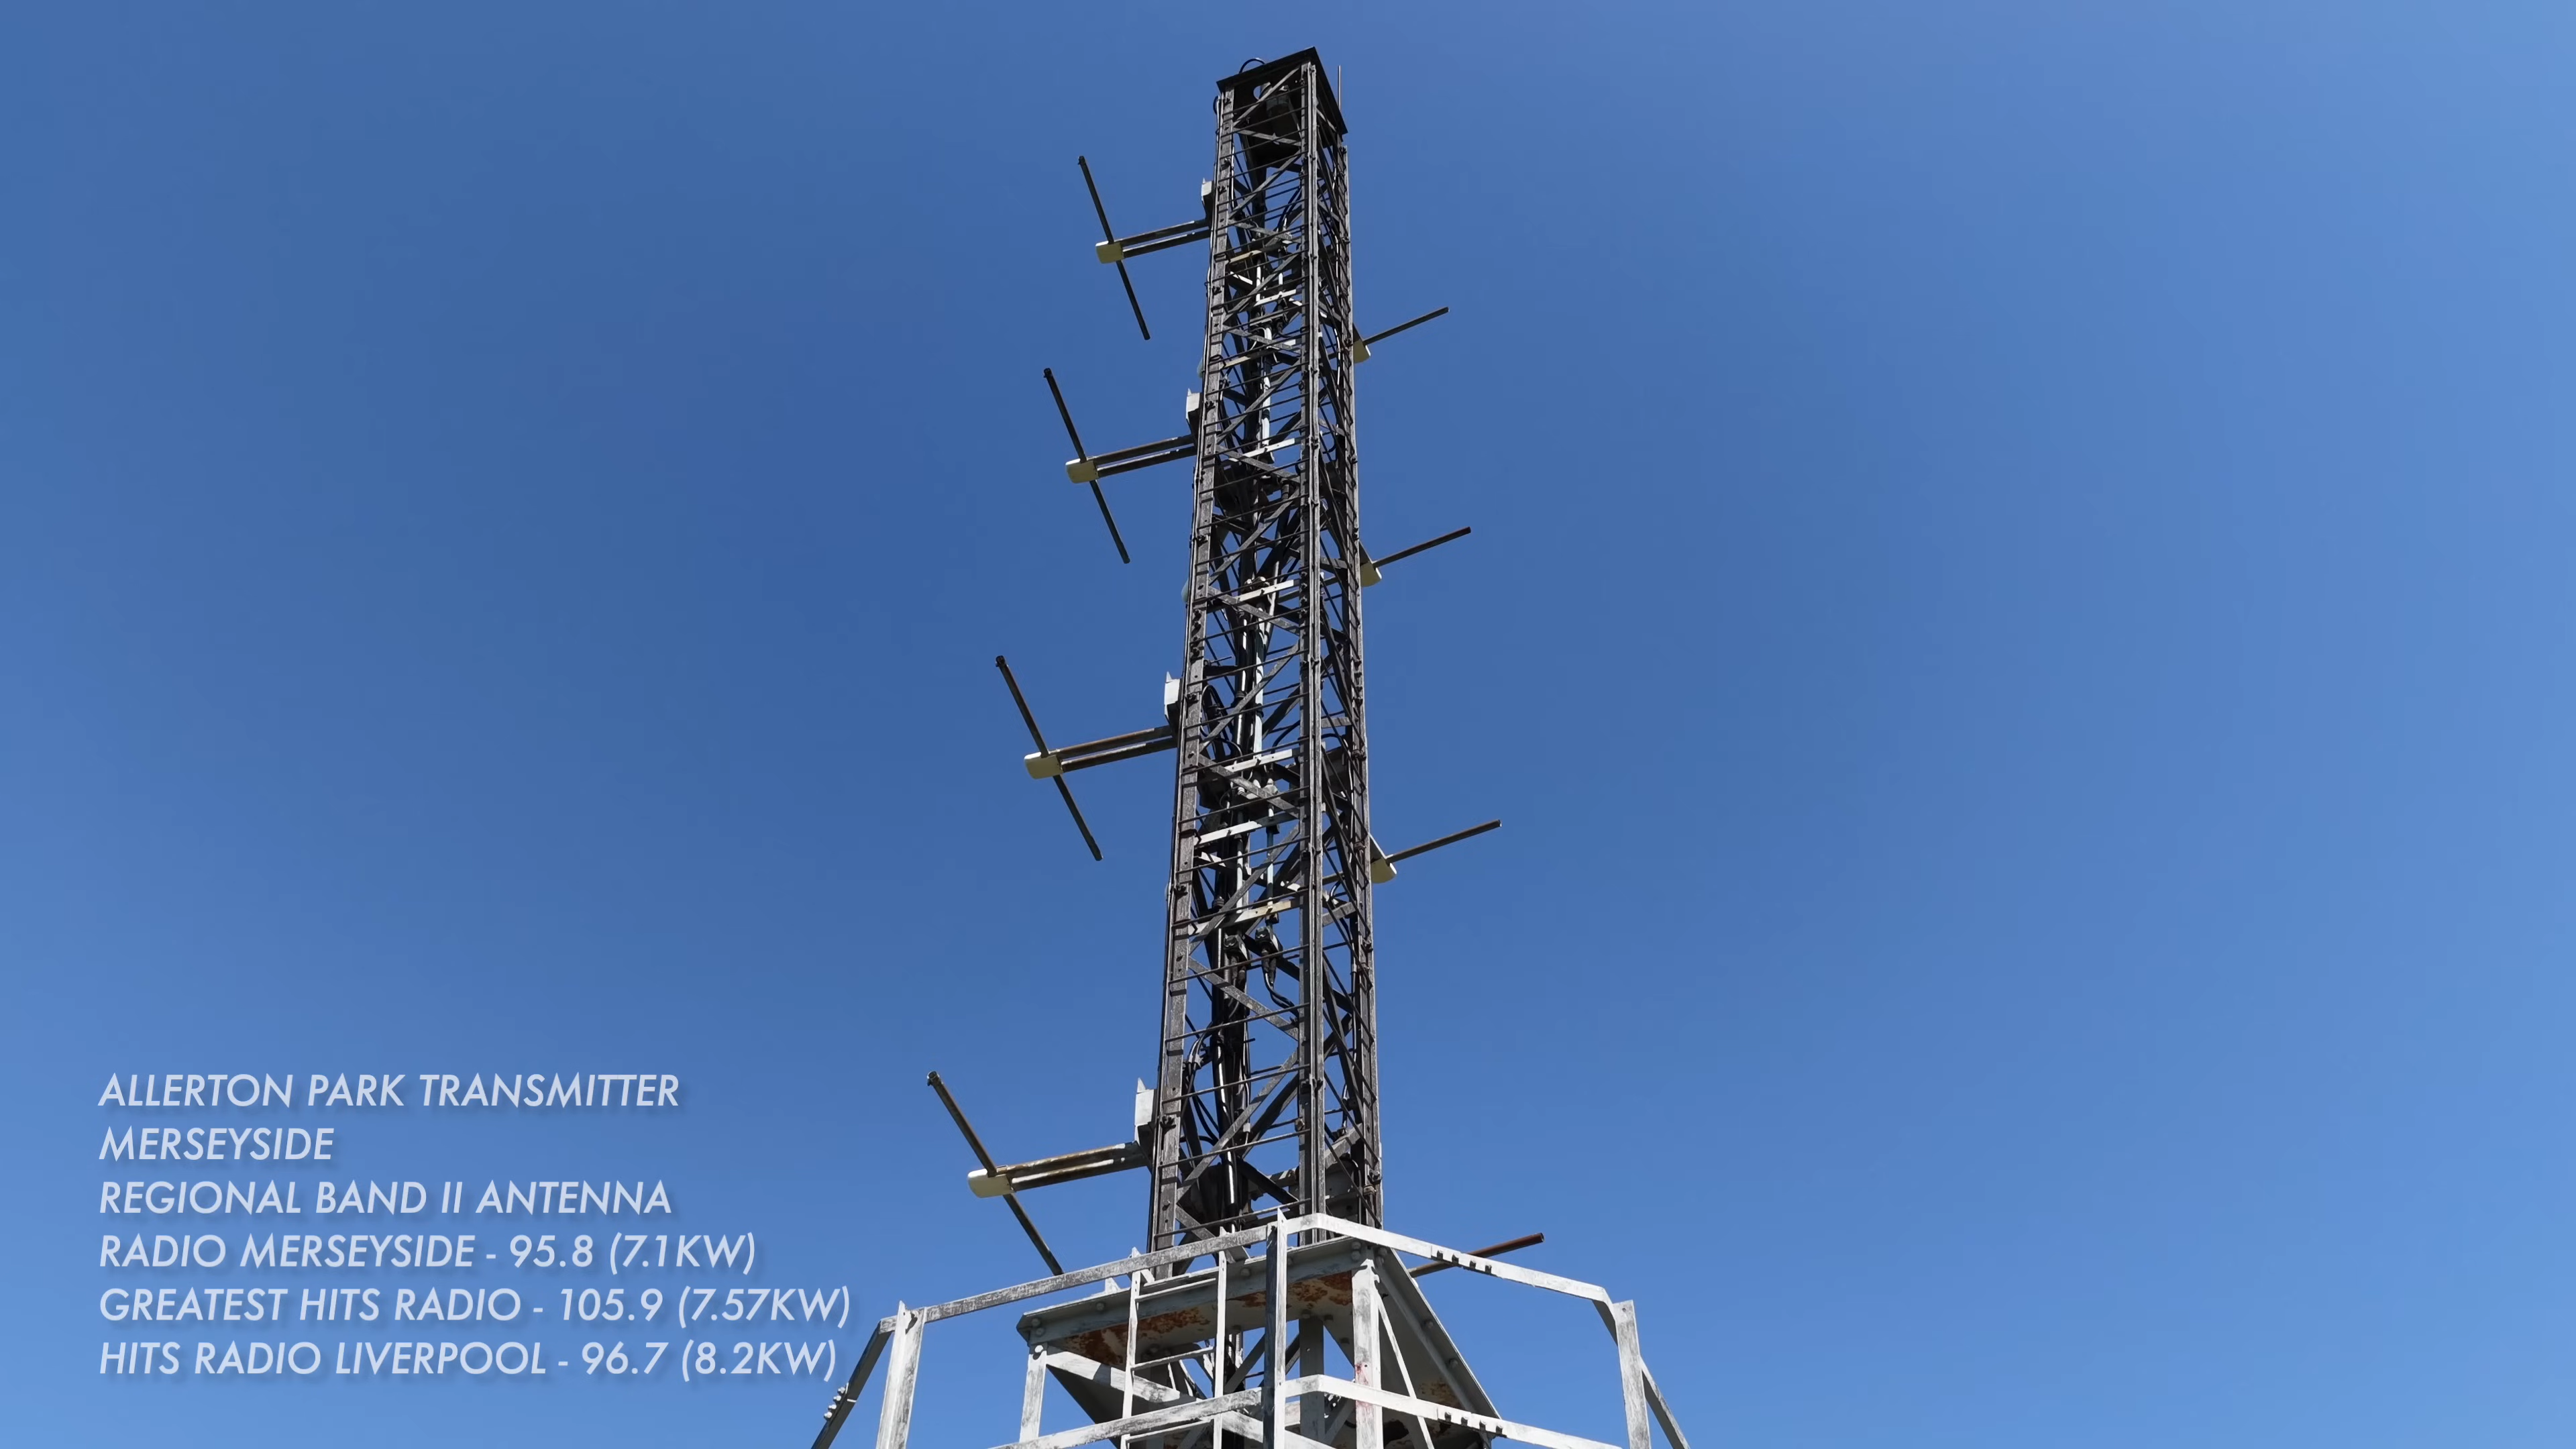 ALLERTON PARK TRANSMITTER
MERSEYSIDE
REGIONAL BAND II ANTENNA
RADIO MERSEYSIDE - 95.8 (7.1KW)
GREATEST HITS RADIO - 105.9 (7.57KW)
HITS RADIO LIVERPOOL - 96.7 (8.2KW)